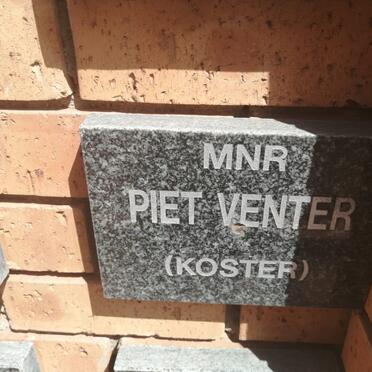 MNR
PIET VENTER
(KOSTER)